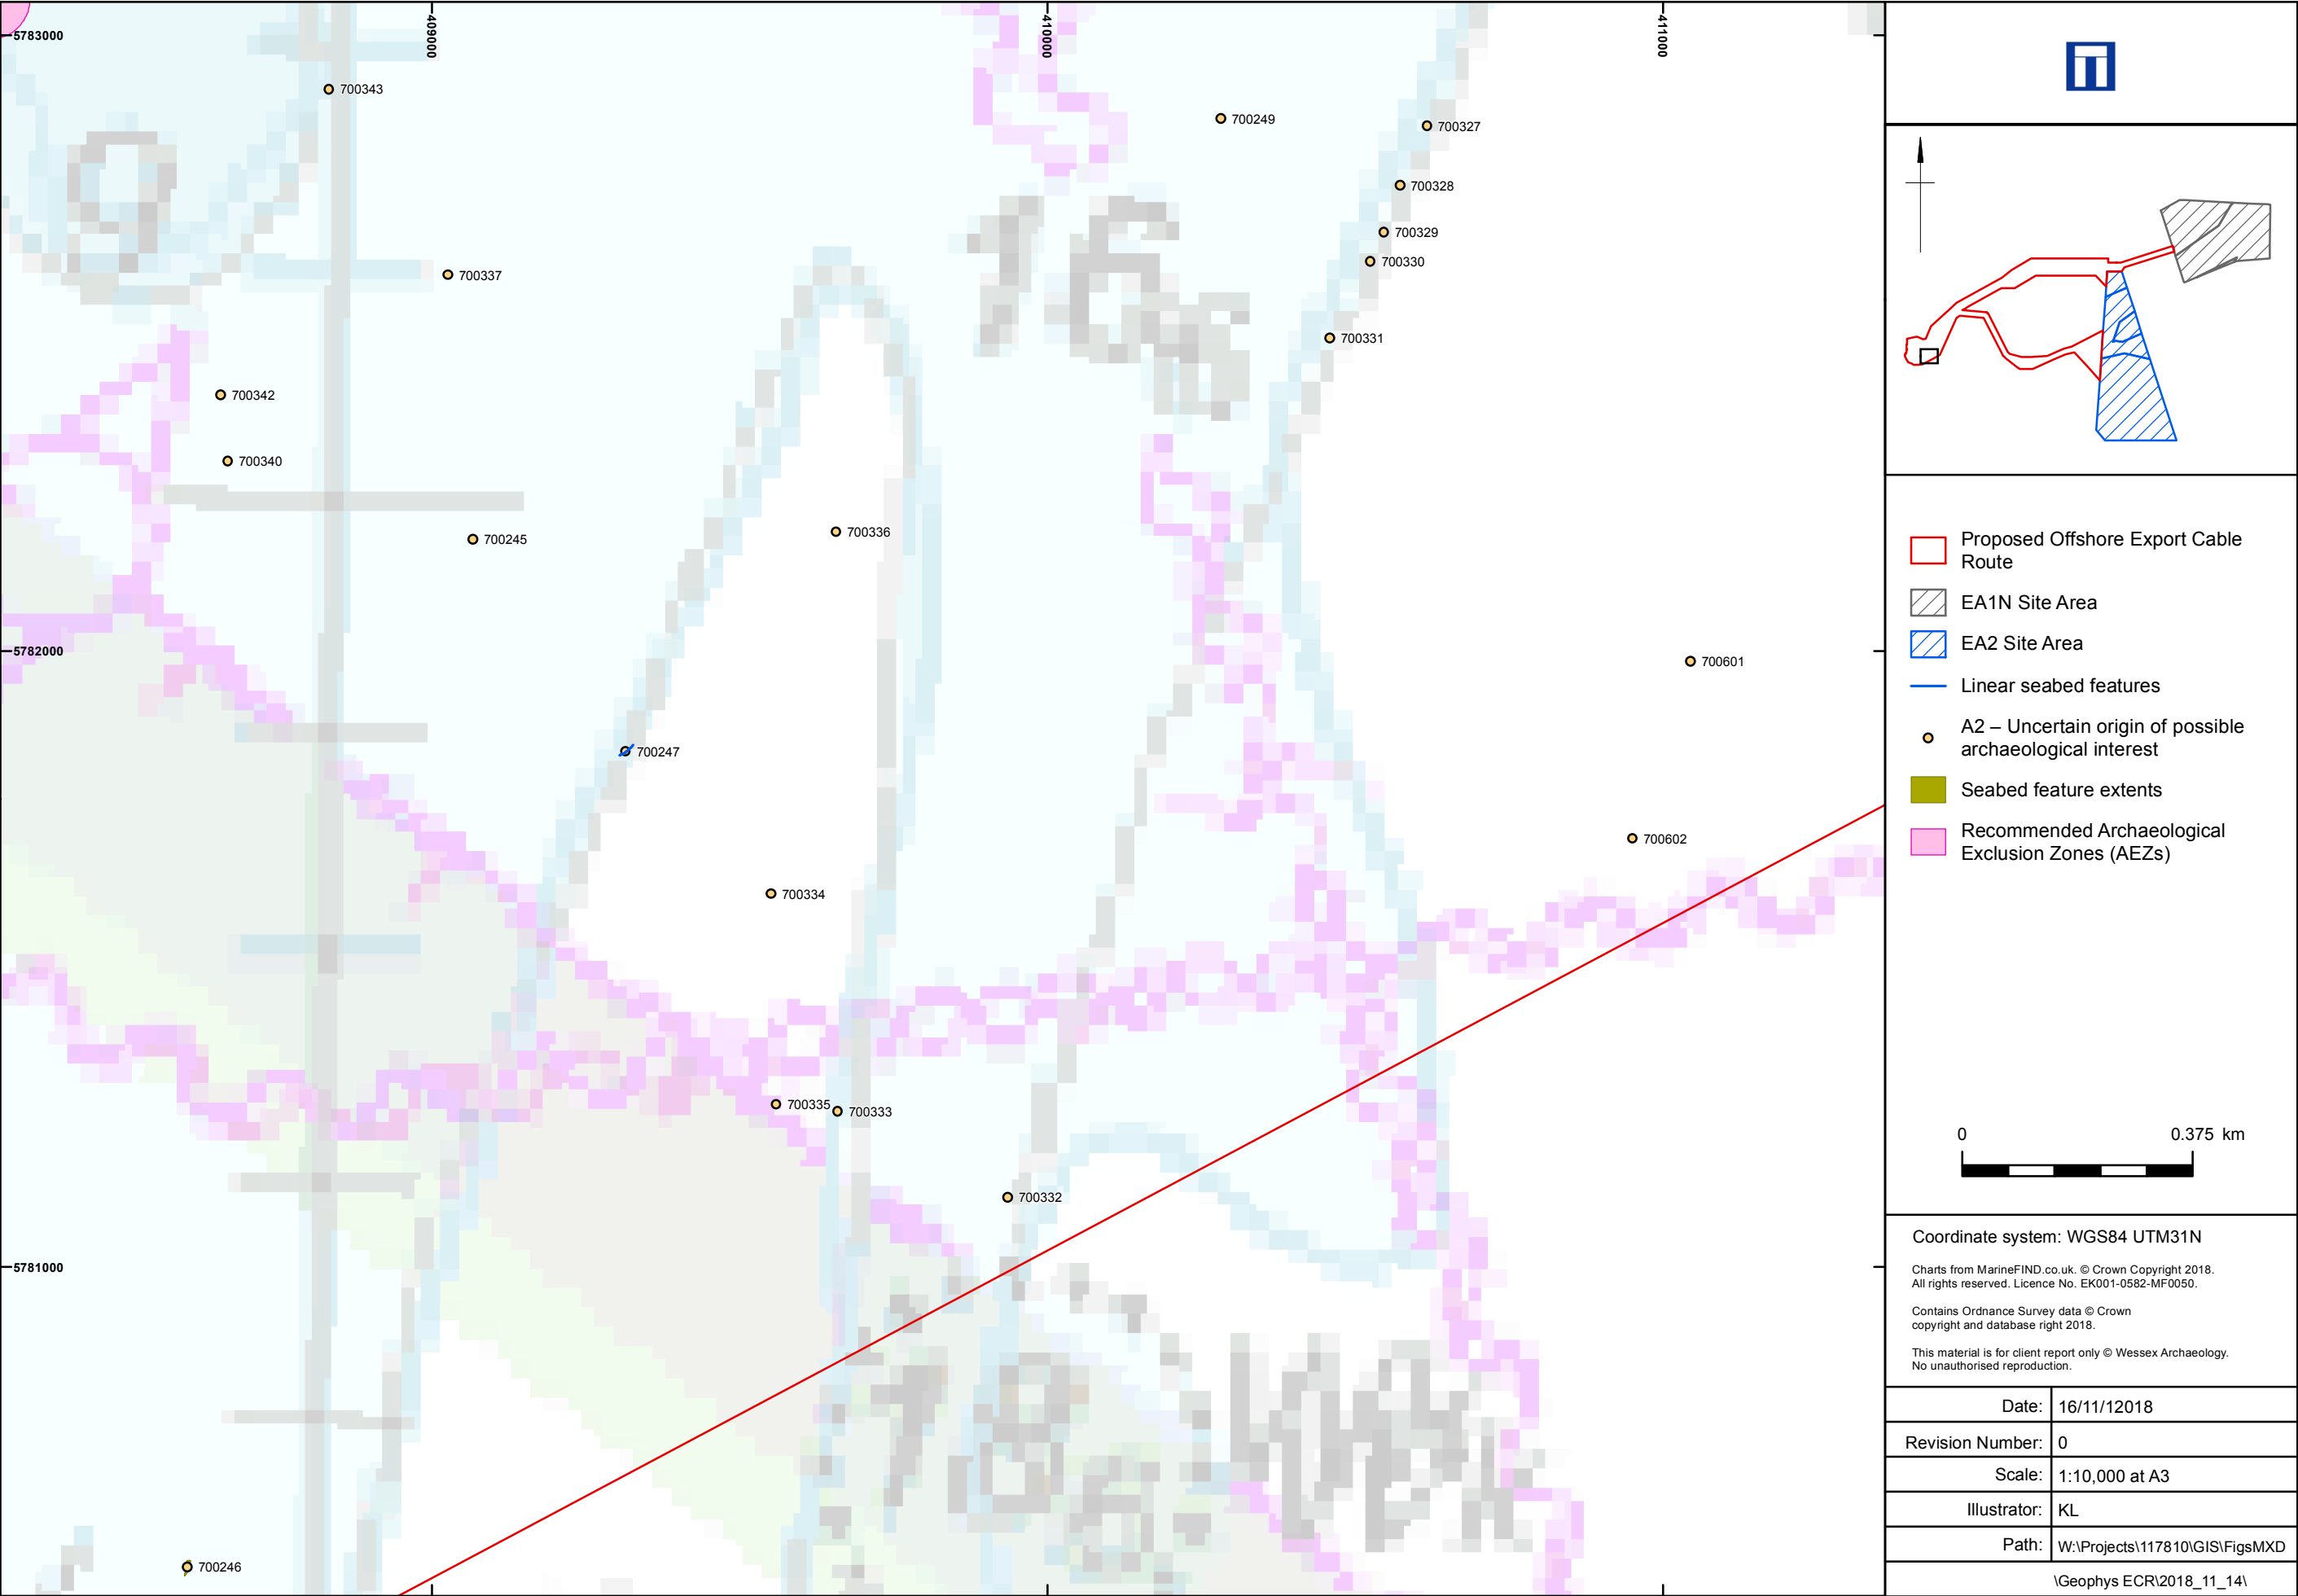 409000
410000
411000
5783000
700343
700249
700327
700328
700329
700330
700337
700331
700342
700340
700336
700245
5782000
700601
700247
700602
700334
700335
700333
700332
5781000
700246
9
16
8
18
Wk
Proposed Offshore Export Cable
Route
EA1N Site Area
EA2 Site Area
Linear seabed features
A2 – Uncertain origin of possible
archaeological interest
Seabed feature extents
Recommended Archaeological
Exclusion Zones (AEZs)
0 0.375 km
Coordinate system: WGS84 UTM31N
Charts from MarineFIND.co.uk. © Crown Copyright 2018.
All rights reserved. Licence No. EK001-0582-MF0050.
Contains Ordnance Survey data © Crown
copyright and database right 2018.
This material is for client report only © Wessex Archaeology.
No unauthorised reproduction.
Date: 16/11/12018
Revision Number: 0
Scale: 1:10,000 at A3
Illustrator: KL
Path: W:\Projects\117810\GIS\FigsMXD
\Geophys ECR\2018_11_14\